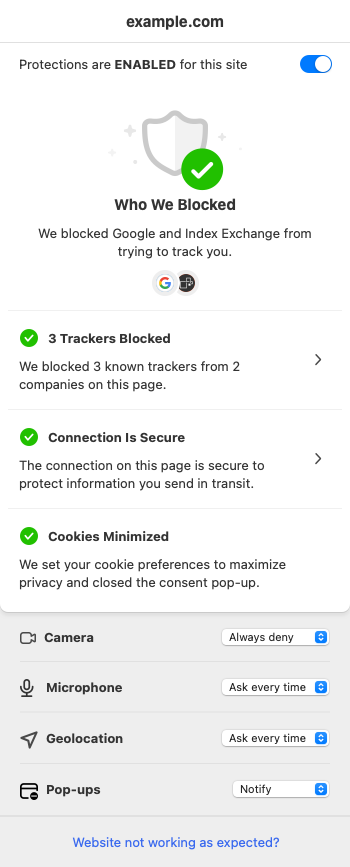 example.com
Protections are ENABLED for this site
Who We Blocked
We blocked Google and Index Exchange from
trying to track you.
3 Trackers Blocked
We blocked 3 known trackers from 2
companies on this page.
Connection Is Secure
The connection on this page is secure to
protect information you send in transit.
Cookies Minimized
We set your cookie preferences to maximize
privacy and closed the consent pop-up.
Camera Always deny
Microphone Ask every time
Geolocation Ask every time
Pop-ups Notify
Website not working as expected?